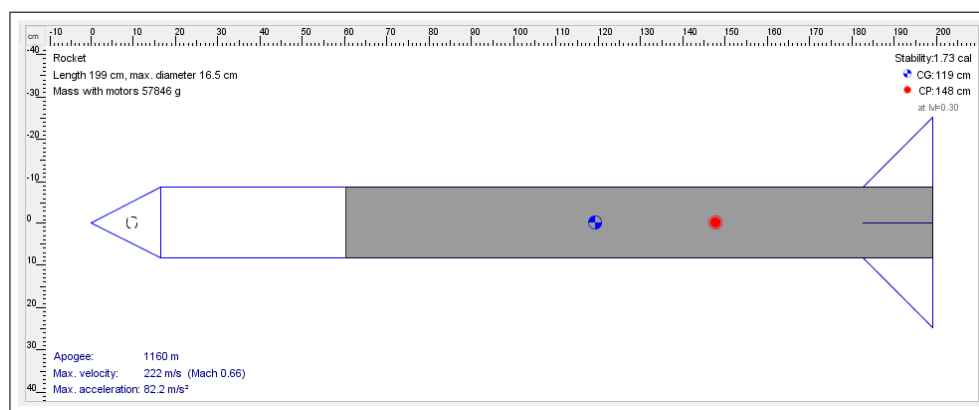 cm
-10 0 10 20 30 40 50 60 70 80 90 100 110 120 130 140 150 160 170 180 190 200
-40
-30
-20
-10
0
10
20
30
40
Rocket
Length 199 cm, max. diameter 16.5 cm
Mass with motors 57846 g
Stability:1.73 cal
CG:119 cm
CP:148 cm
at M=0.30
Apogee: 1160 m
Max. velocity: 222 m/s (Mach 0.66)
Max. acceleration: 82.2 m/s²